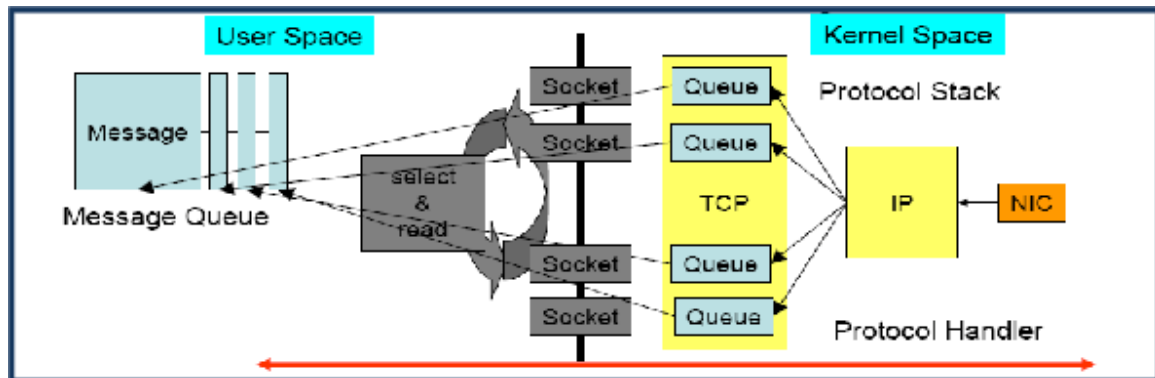 User Space
Kernel Space
Socket
Queue
Protocol Stack
Message
Socket
Queue
select
&
read
TCP
IP
NIC
Message Queue
Socket
Queue
Socket
Queue
Protocol Handler